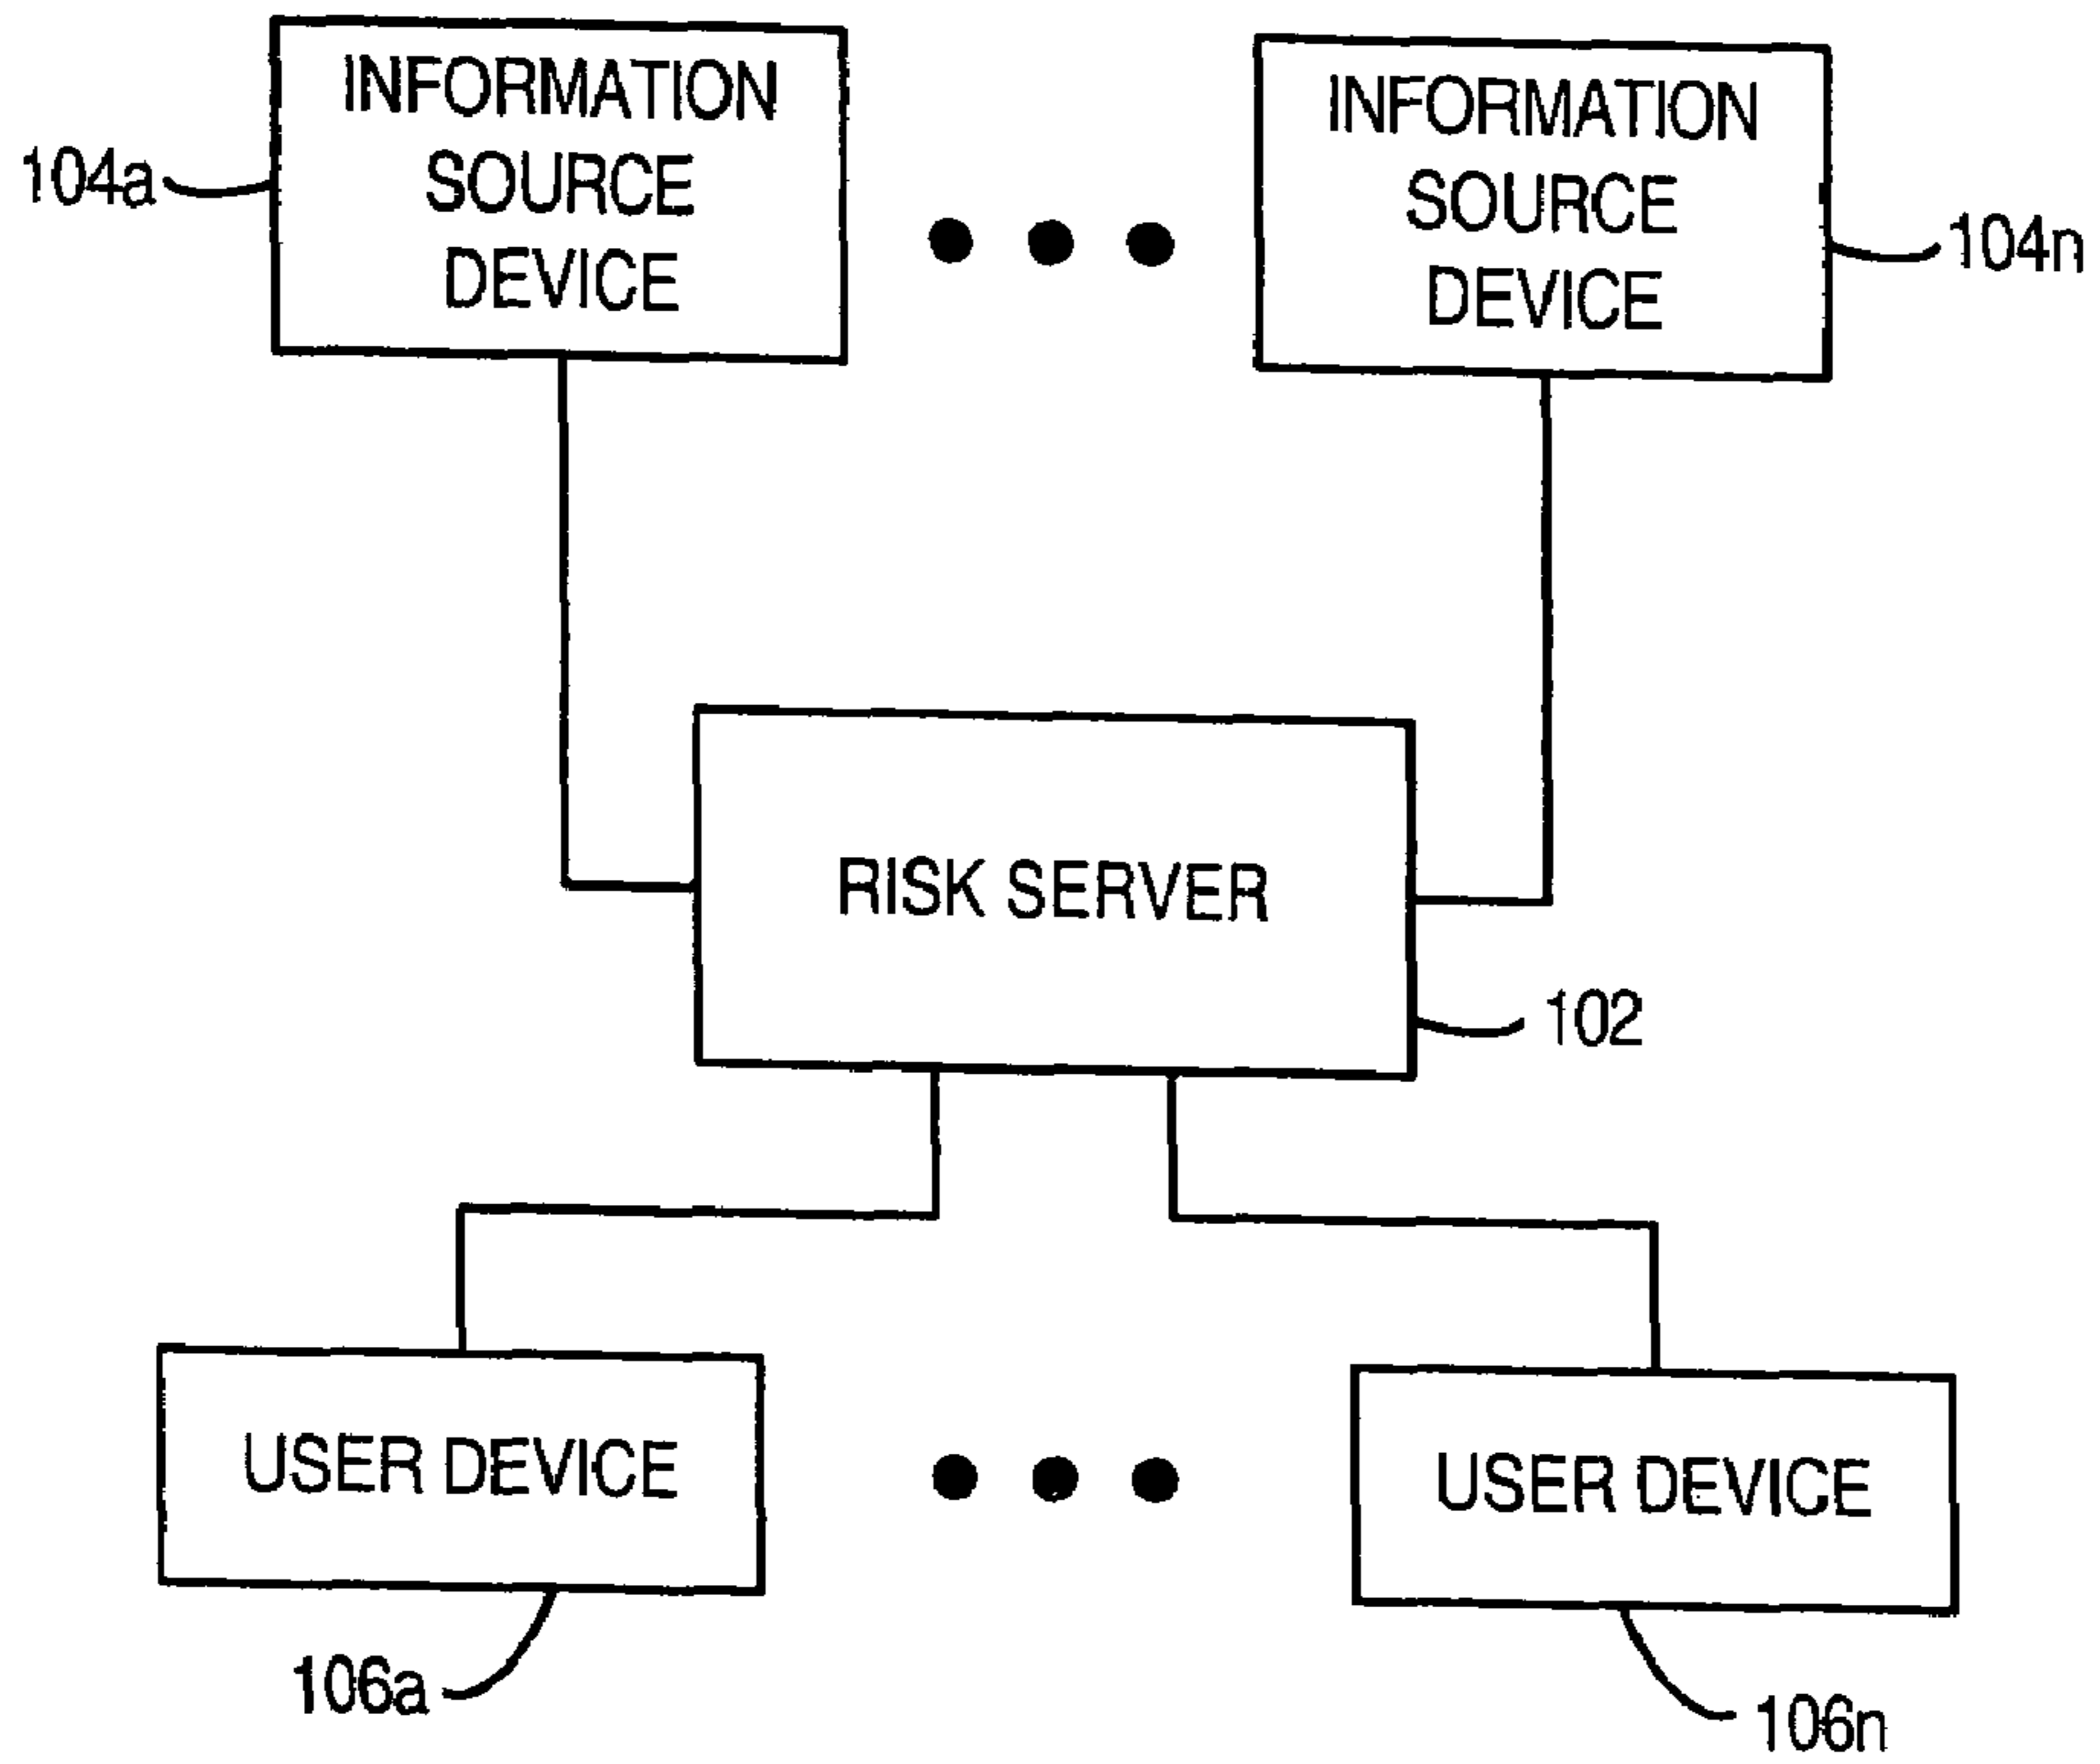 INFORMATION
SOURCE
DEVICE
104a
INFORMATION
SOURCE
DEVICE
104n
RISK SERVER
102
USER DEVICE
106a
USER DEVICE
106n